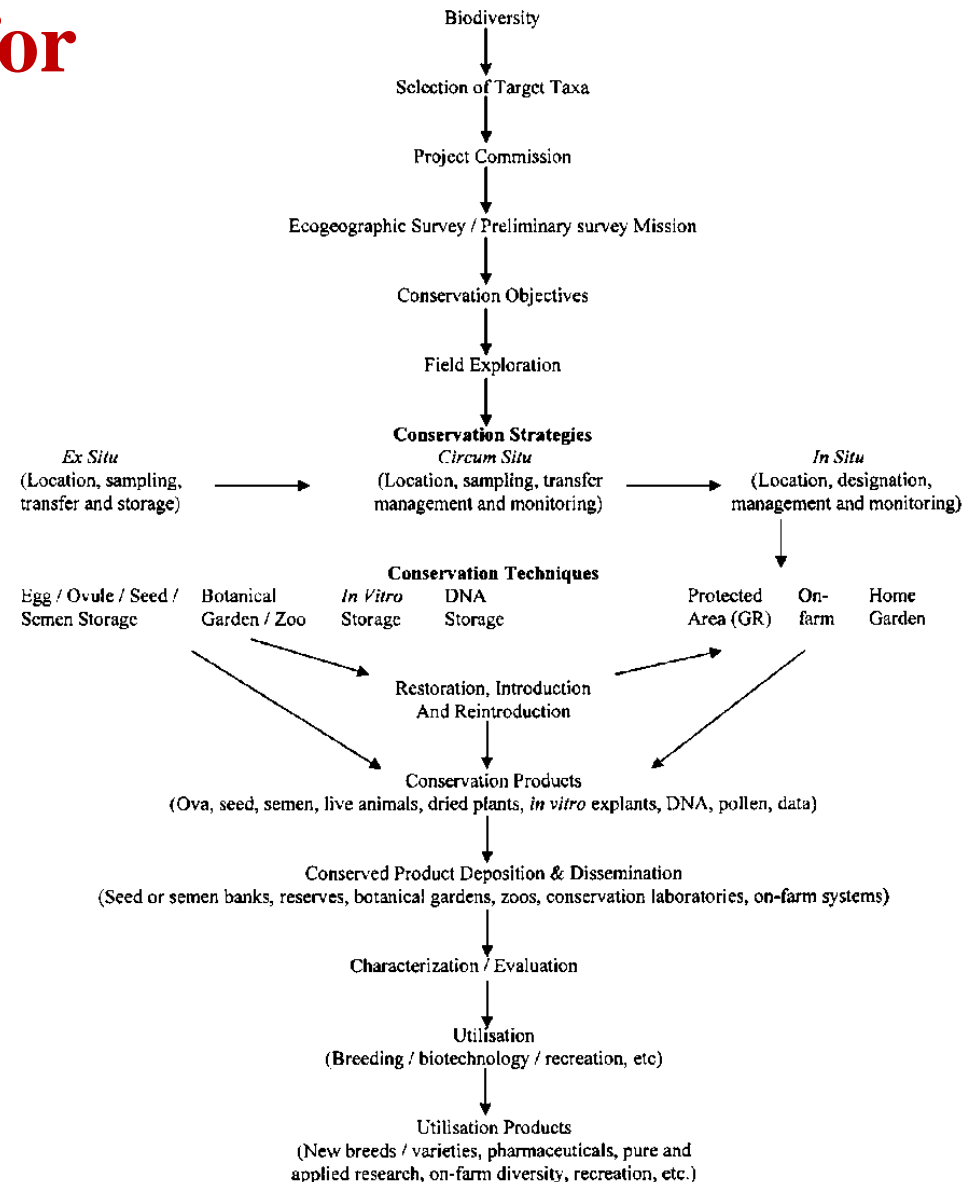 for
Biodiversity
Selection of Target Taxa
Project Commission
Ecogeographic Survey / Preliminary survey Mission
Conservation Objectives
Field Exploration
Conservation Strategies
Ex Situ
(Location, sampling,
transfer and storage)
Circum Situ
(Location, sampling, transfer
management and monitoring)
In Situ
(Location, designation,
management and monitoring)
Conservation Techniques
Egg / Ovule / Seed /
Semen Storage
Botanical
Garden / Zoo
In Vitro
Storage
DNA
Storage
Protected
Area (GR)
On-
farm
Home
Garden
Restoration, Introduction
And Reintroduction
Conservation Products
(Ova, seed, semen, live animals, dried plants, in vitro explants, DNA, pollen, data)
Conserved Product Deposition & Dissemination
(Seed or semen banks, reserves, botanical gardens, zoos, conservation laboratories, on-farm systems)
Characterization / Evaluation
Utilisation
(Breeding / biotechnology / recreation, etc)
Utilisation Products
(New breeds / varieties, pharmaceuticals, pure and
applied research, on-farm diversity, recreation, etc.)